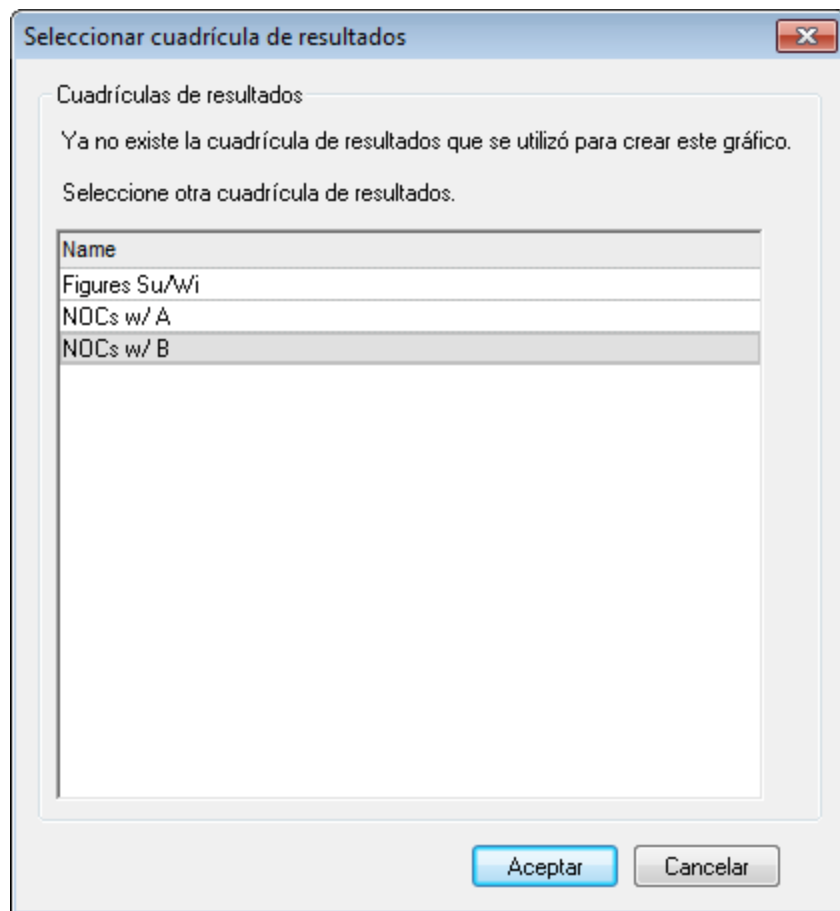 Seleccionar cuadrícula de resultados
Cuadrículas de resultados
Ya no existe la cuadrícula de resultados que se utilizó para crear este gráfico.
Seleccione otra cuadrícula de resultados.
Name
Figures Su/Wi
NOCs w/ A
NOCs w/ B
Aceptar
Cancelar